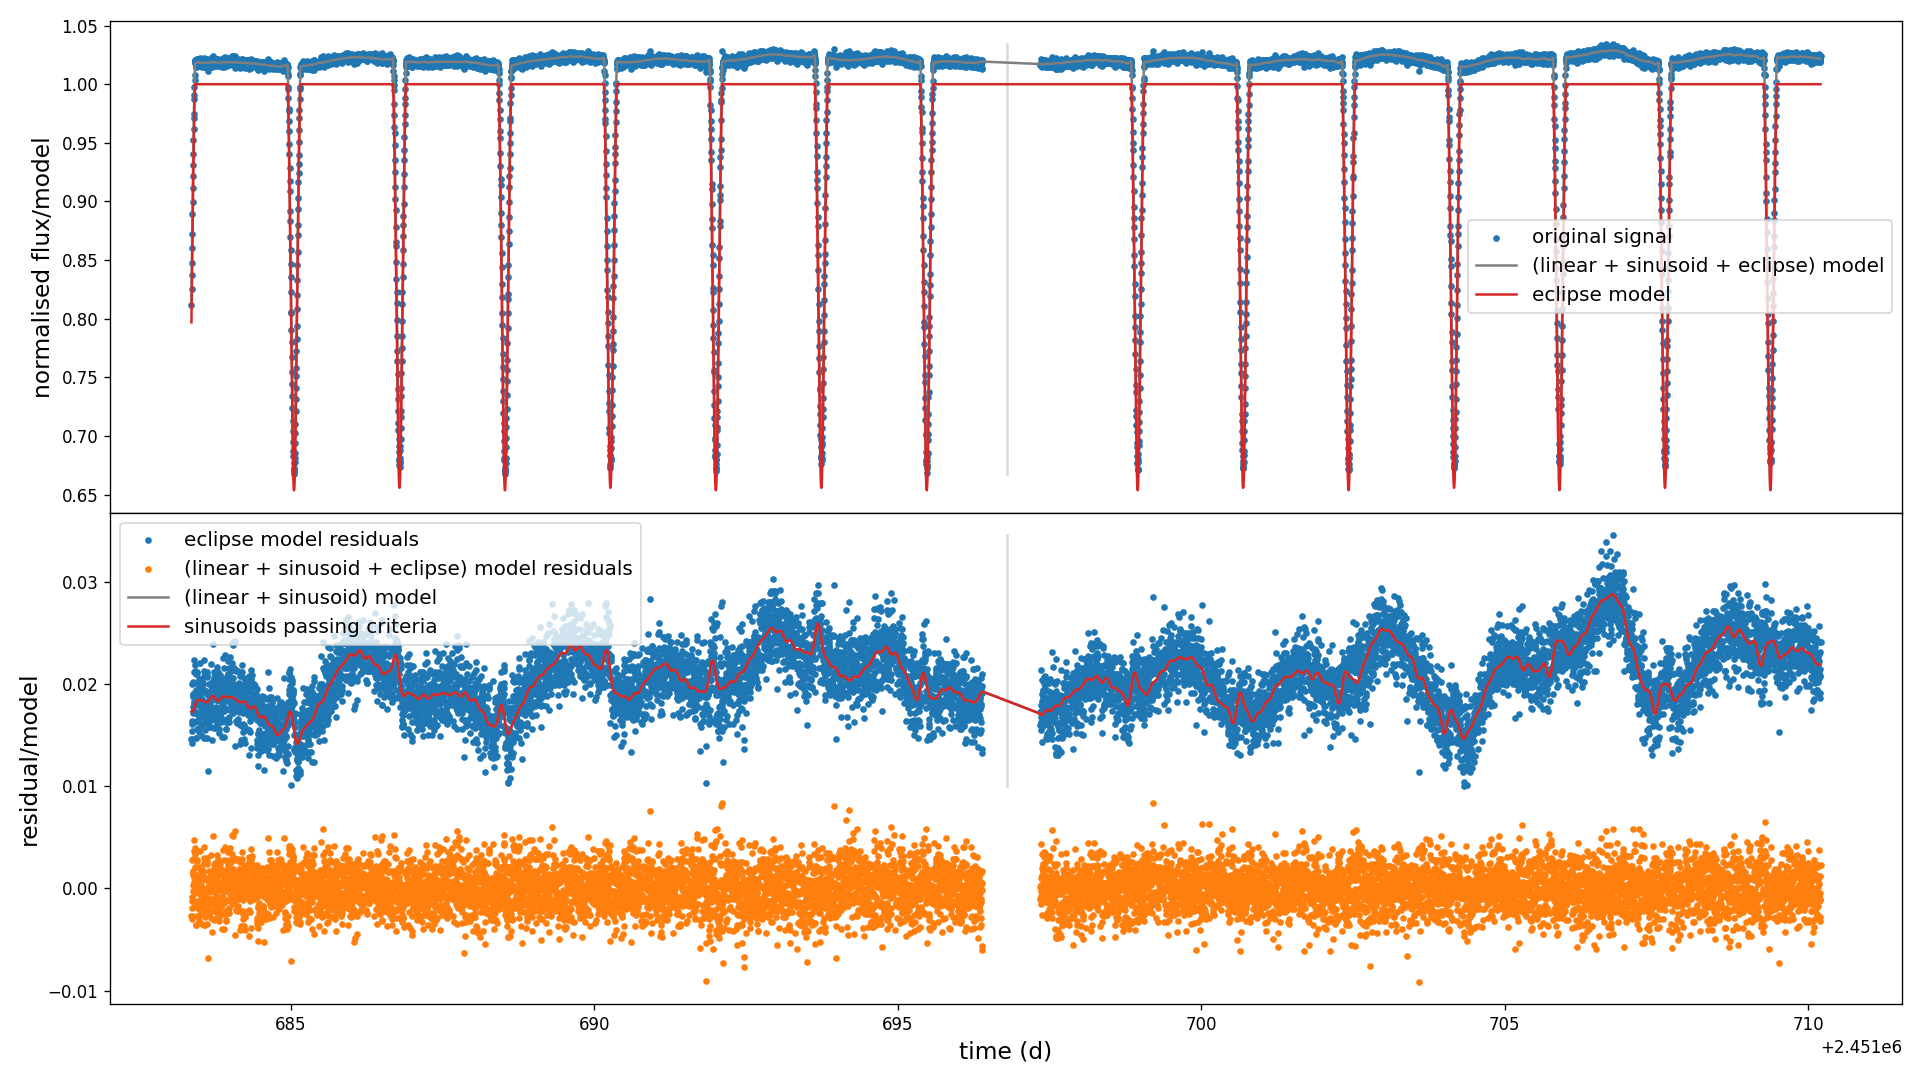 1.05
1.00
0.95
0.90
0.85
0.80
0.75
0.70
0.65
normalised flux/model
original signal
(linear + sinusoid + eclipse) model
eclipse model
eclipse model residuals
(linear + sinusoid + eclipse) model residuals
(linear + sinusoid) model
sinusoids passing criteria
0.03
0.02
0.01
0.00
−0.01
residual/model
685
690
695
700
705
710
time (d)
+2.451e6